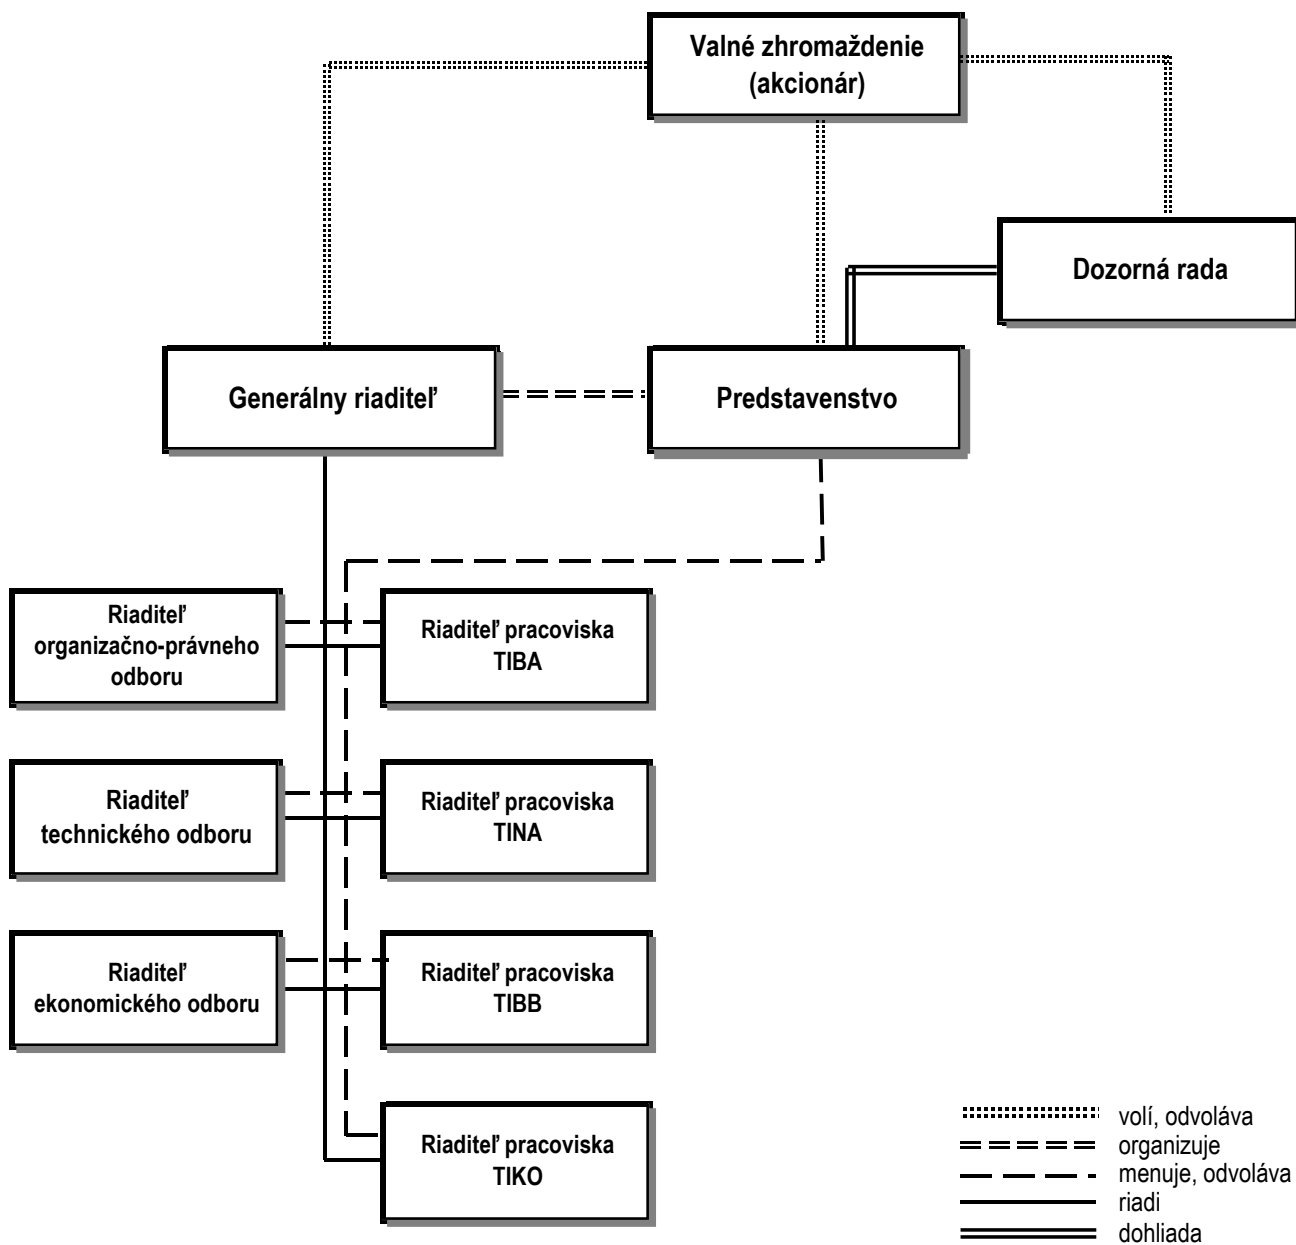 Valné zhromaždenie
(akcionár)
Dozorná rada
Generálny riaditeľ
Predstavenstvo
Riaditeľ
organizačno-právneho
odboru
Riaditeľ pracoviska
TIBA
Riaditeľ
technického odboru
Riaditeľ pracoviska
TINA
Riaditeľ
ekonomického odboru
Riaditeľ pracoviska
TIBB
Riaditeľ pracoviska
TIKO
volí, odvoláva
organizuje
menuje, odvoláva
riadi
dohliada